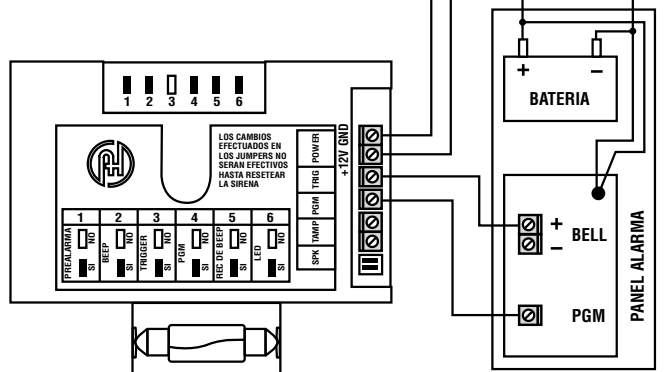 1 2 3 4 5 6
LOS CAMBIOS
EFECTUADOS EN
LOS JUMPERS NO
SERAN EFECTIVOS
HASTA RESETEAR
LA SIRENA
POWER
TRIG
PGM
TAMP
SPK
+12V GND
1 2 3 4 5 6
PREALARMA NO SI
BEEP NO SI
TRIGGER NO SI
PGM NO SI
REC DE BEEP NO SI
LED NO SI
+ −
BATERIA
+
BELL
−
PGM
PANEL ALARMA